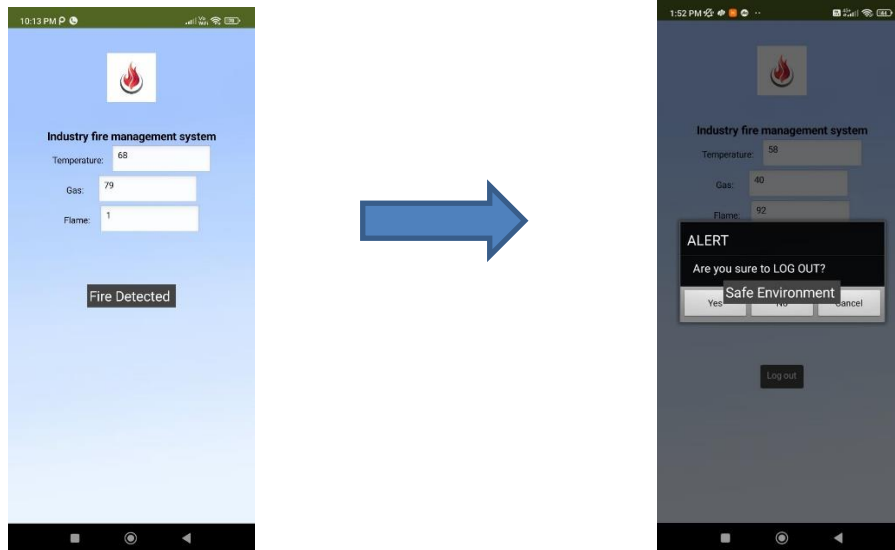 10:13 PM
Industry fire management system
Temperature: 68
Gas: 79
Flame: 1
Fire Detected
1:52 PM
Industry fire management system
Temperature: 58
Gas: 40
Flame: 92
ALERT
Are you sure to LOG OUT?
Safe Environment
Yes No Cancel
Log out